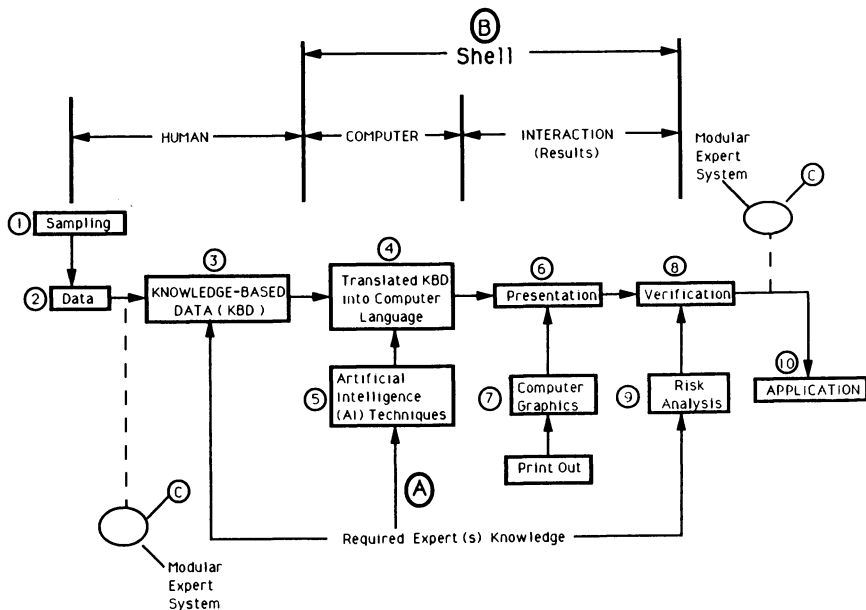 B
Shell
HUMAN
COMPUTER
INTERACTION
(Results)
Modular
Expert
System
C
1
Sampling
2
Data
3
KNOWLEDGE-BASED
DATA (KBD)
4
Translated KBD
Into Computer
Language
5
Artificial
Intelligence
(AI) Techniques
6
Presentation
7
Computer
Graphics
Print Out
8
Verification
9
Risk
Analysis
10
APPLICATION
A
Required Expert(s) Knowledge
C
Modular
Expert
System